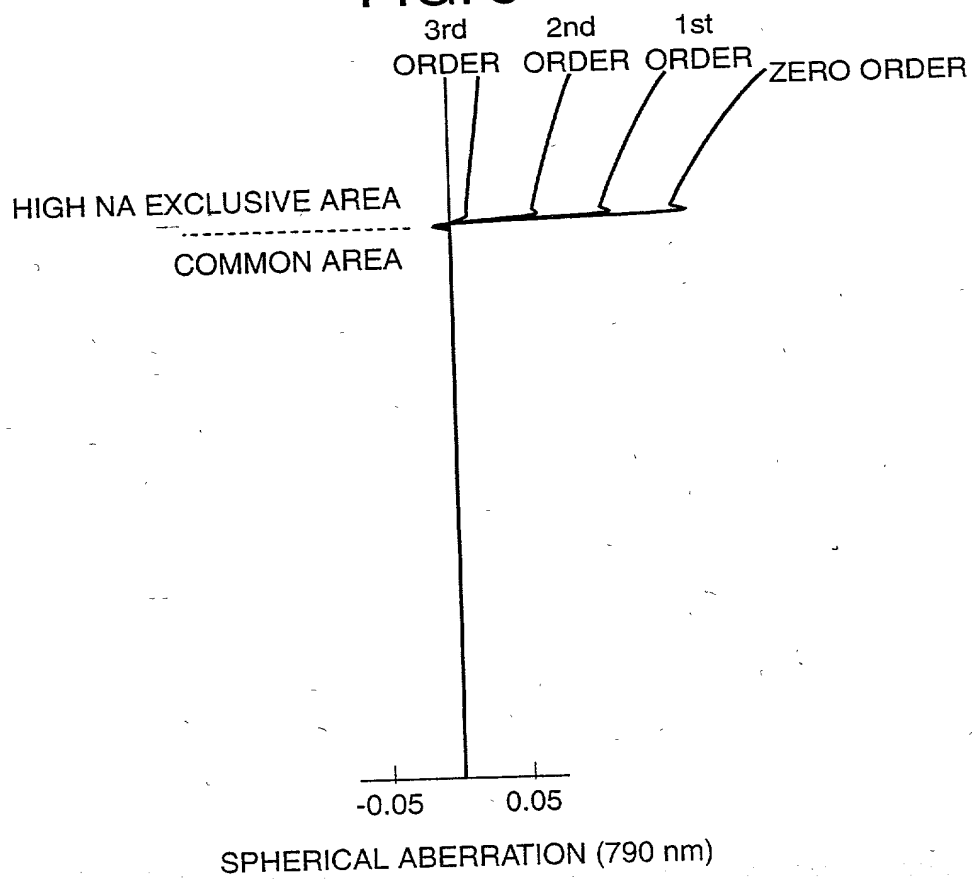 3rd 2nd 1st
ORDER ORDER ORDER ZERO ORDER
HIGH NA EXCLUSIVE AREA
COMMON AREA
-0.05 0.05
SPHERICAL ABERRATION (790 nm)